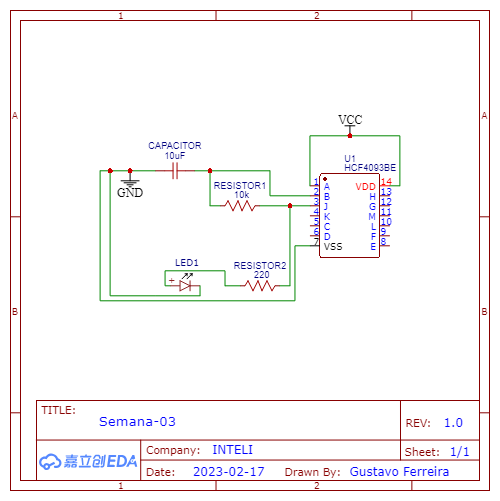 1 2
A A
VCC
CAPACITOR
10uF
U1
HCF4093BE
1 A VDD 14
2 B H 13
3 J G 12
4 K M 11
5 C L 10
6 D F 9
7 VSS E 8
RESISTOR1
10k
GND
LED1
+
RESISTOR2
220
B B
TITLE:
Semana-03
REV: 1.0
嘉立创EDA
Company: INTELI
Sheet: 1/1
Date: 2023-02-17 Drawn By: Gustavo Ferreira
1 2